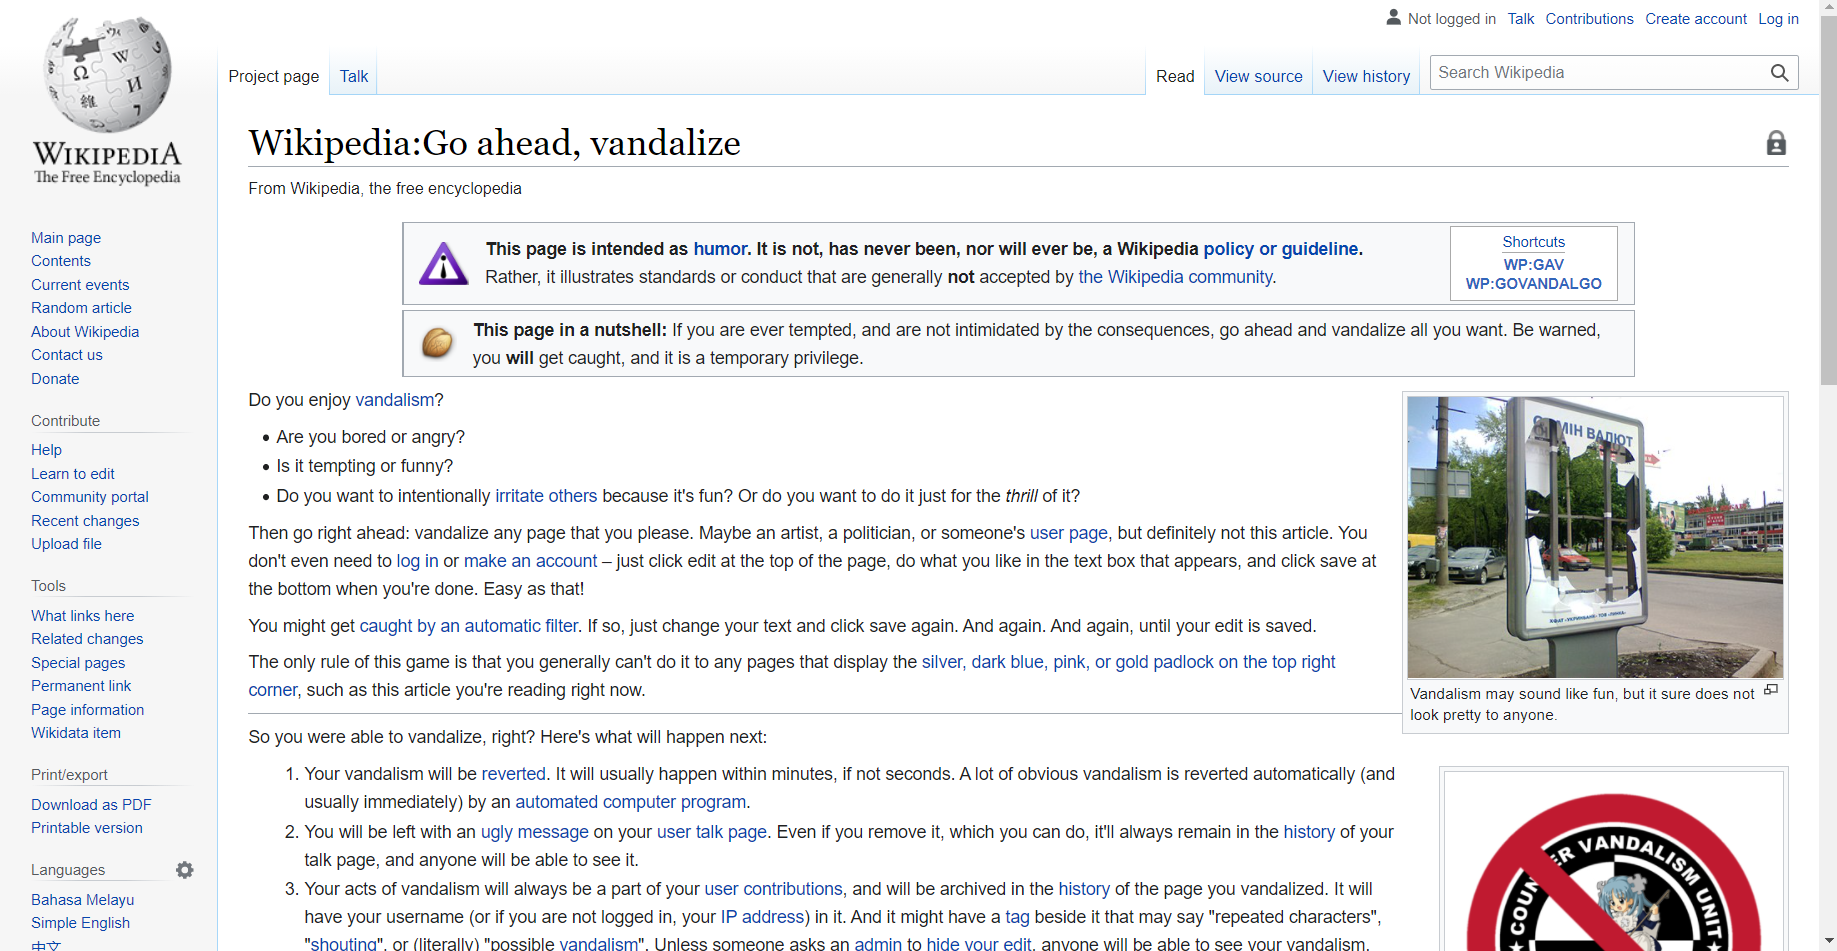 Not logged in Talk Contributions Create account Log in
Project page Talk Read View source View history Search Wikipedia
WIKIPEDIA
The Free Encyclopedia
Main page
Contents
Current events
Random article
About Wikipedia
Contact us
Donate
Contribute
Help
Learn to edit
Community portal
Recent changes
Upload file
Tools
What links here
Related changes
Special pages
Permanent link
Page information
Wikidata item
Print/export
Download as PDF
Printable version
Languages
Bahasa Melayu
Simple English
中文
Wikipedia:Go ahead, vandalize
From Wikipedia, the free encyclopedia
This page is intended as humor. It is not, has never been, nor will ever be, a Wikipedia policy or guideline.
Rather, it illustrates standards or conduct that are generally not accepted by the Wikipedia community.
Shortcuts
WP:GAV
WP:GOVANDALGO
This page in a nutshell: If you are ever tempted, and are not intimidated by the consequences, go ahead and vandalize all you want. Be warned,
you will get caught, and it is a temporary privilege.
Do you enjoy vandalism?
• Are you bored or angry?
• Is it tempting or funny?
• Do you want to intentionally irritate others because it's fun? Or do you want to do it just for the thrill of it?
Then go right ahead: vandalize any page that you please. Maybe an artist, a politician, or someone's user page, but definitely not this article. You
don't even need to log in or make an account – just click edit at the top of the page, do what you like in the text box that appears, and click save at
the bottom when you're done. Easy as that!
You might get caught by an automatic filter. If so, just change your text and click save again. And again. And again, until your edit is saved.
The only rule of this game is that you generally can't do it to any pages that display the silver, dark blue, pink, or gold padlock on the top right
corner, such as this article you're reading right now.
ВАЛЮТ
Vandalism may sound like fun, but it sure does not
look pretty to anyone.
So you were able to vandalize, right? Here's what will happen next:
1. Your vandalism will be reverted. It will usually happen within minutes, if not seconds. A lot of obvious vandalism is reverted automatically (and
usually immediately) by an automated computer program.
2. You will be left with an ugly message on your user talk page. Even if you remove it, which you can do, it'll always remain in the history of your
talk page, and anyone will be able to see it.
3. Your acts of vandalism will always be a part of your user contributions, and will be archived in the history of the page you vandalized. It will
have your username (or if you are not logged in, your IP address) in it. And it might have a tag beside it that may say "repeated characters",
"shouting", or (literally) "possible vandalism". Unless someone asks an admin to hide your edit, anyone will be able to see your vandalism.
VANDALISM UNIT